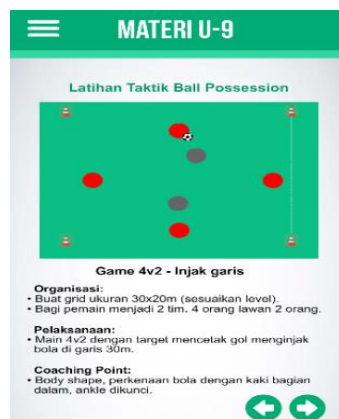 MATERI U-9
Latihan Taktik Ball Possession
Game 4v2 - Injak garis
Organisasi:
• Buat grid ukuran 30x20m (sesuaikan level).
• Bagi pemain menjadi 2 tim. 4 orang lawan 2 orang.
Pelaksanaan:
• Main 4v2 dengan target mencetak gol menginjak
bola di garis 30m.
Coaching Point:
• Body shape, perkenaan bola dengan kaki bagian
dalam, ankle dikunci.